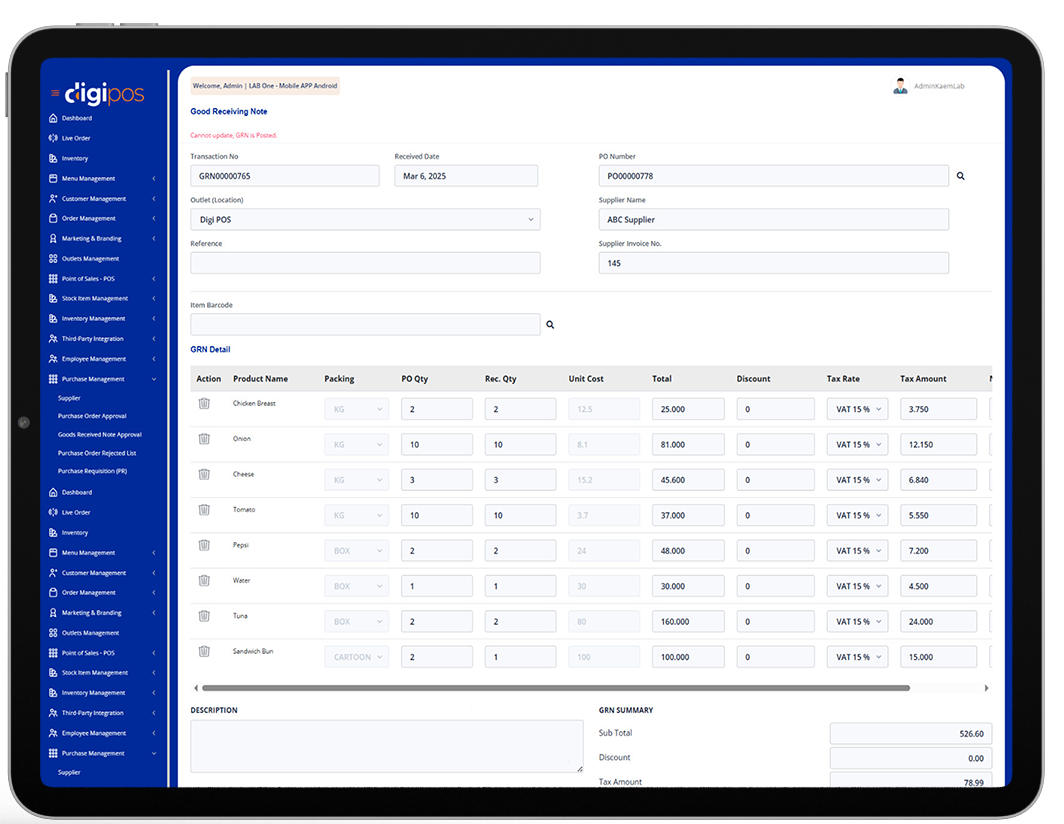 digipos
Dashboard
Live Order
Inventory
Menu Management
Customer Management
Order Management
Marketing & Branding
Outlets Management
Point of Sales - POS
Stock Item Management
Inventory Management
Third-Party Integration
Employee Management
Purchase Management
Supplier
Purchase Order Approval
Goods Received Note Approval
Purchase Order Rejected List
Purchase Requisition (PR)
Dashboard
Live Order
Inventory
Menu Management
Customer Management
Order Management
Marketing & Branding
Outlets Management
Point of Sales - POS
Stock Item Management
Inventory Management
Third-Party Integration
Employee Management
Purchase Management
Supplier
Welcome, Admin | LAB One - Mobile APP Android
AdminKaemLab
Good Receiving Note
Cannot update, GRN is Posted.
Transaction No Received Date PO Number
GRN00000765 Mar 6, 2025 PO00000778
Outlet (Location) Supplier Name
Digi POS ABC Supplier
Reference Supplier Invoice No.
145
Item Barcode
GRN Detail
Action Product Name Packing PO Qty Rec. Qty Unit Cost Total Discount Tax Rate Tax Amount
Chicken Breast KG 2 2 12.5 25.000 0 VAT 15 % 3.750
Onion KG 10 10 8.1 81.000 0 VAT 15 % 12.150
Cheese KG 3 3 15.2 45.600 0 VAT 15 % 6.840
Tomato KG 10 10 3.7 37.000 0 VAT 15 % 5.550
Pepsi BOX 2 2 24 48.000 0 VAT 15 % 7.200
Water BOX 1 1 30 30.000 0 VAT 15 % 4.500
Tuna BOX 2 2 80 160.000 0 VAT 15 % 24.000
Sandwich Bun CARTOON 2 1 100 100.000 0 VAT 15 % 15.000
DESCRIPTION GRN SUMMARY
Sub Total 526.60
Discount 0.00
Tax Amount 78.99